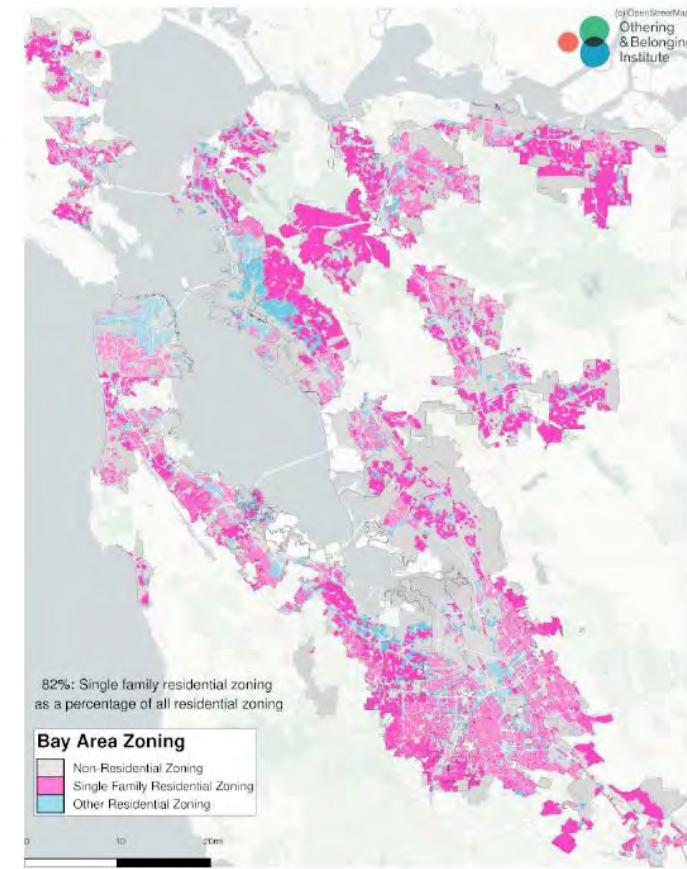 (c) OpenStreetMap
Othering
& Belonging
Institute
82%: Single family residential zoning
as a percentage of all residential zoning
Bay Area Zoning
Non-Residential Zoning
Single Family Residential Zoning
Other Residential Zoning
0 10 20mi